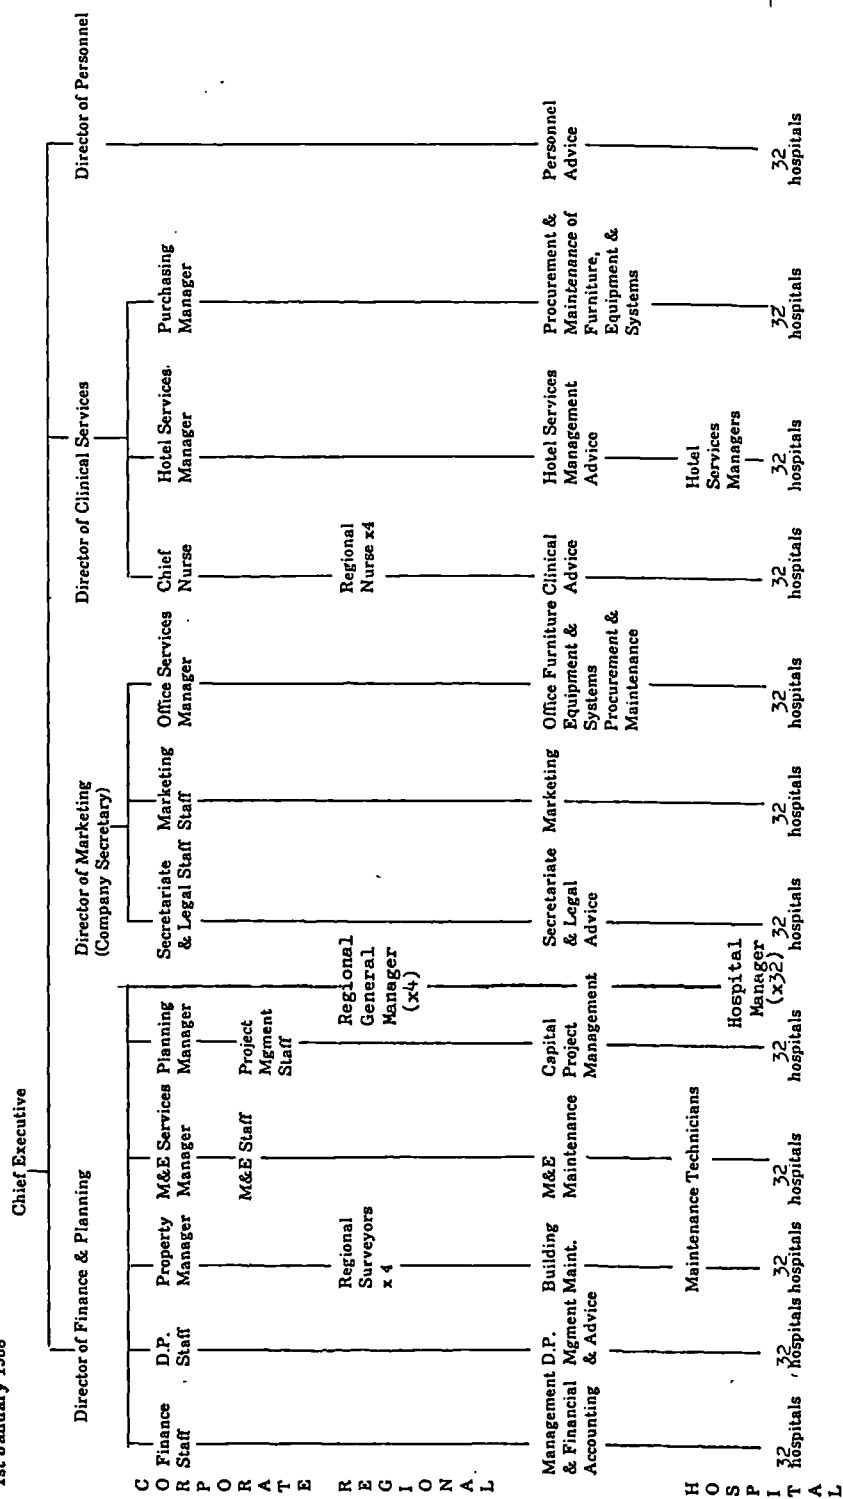 1st January 1988
Chief Executive
Director of Finance & Planning
Director of Marketing
(Company Secretary)
Director of Clinical Services
Director of Personnel
CORPORATE
Finance
Staff
D.P.
Staff
Property
Manager
M&E Services
Manager
Planning
Manager
Secretariate
& Legal Staff
Marketing
Staff
Office Services
Manager
Chief
Nurse
Hotel Services.
Manager
Purchasing
Manager
M&E Staff
Project
Mgment
Staff
REGIONAL
Regional
Surveyors
x 4
Regional
General
Manager
(x4)
Regional
Nurse x4
Management
& Financial
Accounting
D.P.
Mgment
& Advice
Building
Maint.
M&E
Maintenance
Capital
Project
Management
Secretariate
& Legal
Advice
Marketing
Office Furniture
Equipment &
Systems
Procurement &
Maintenance
Clinical
Advice
Hotel Services
Management
Advice
Procurement &
Maintenance of
Furniture,
Equipment &
Systems
Personnel
Advice
HOSPITAL
Maintenance Technicians
Hospital
Manager
(x32)
Hotel
Services
Managers
32
hospitals
32
hospitals
32
hospitals
32
hospitals
32
hospitals
32
hospitals
32
hospitals
32
hospitals
32
hospitals
32
hospitals
32
hospitals
32
hospitals